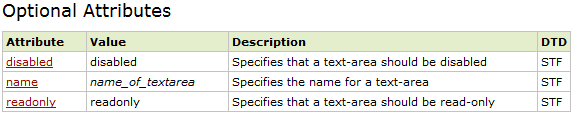 Optional Attributes
Attribute Value Description DTD
disabled disabled Specifies that a text-area should be disabled STF
name name_of_textarea Specifies the name for a text-area STF
readonly readonly Specifies that a text-area should be read-only STF